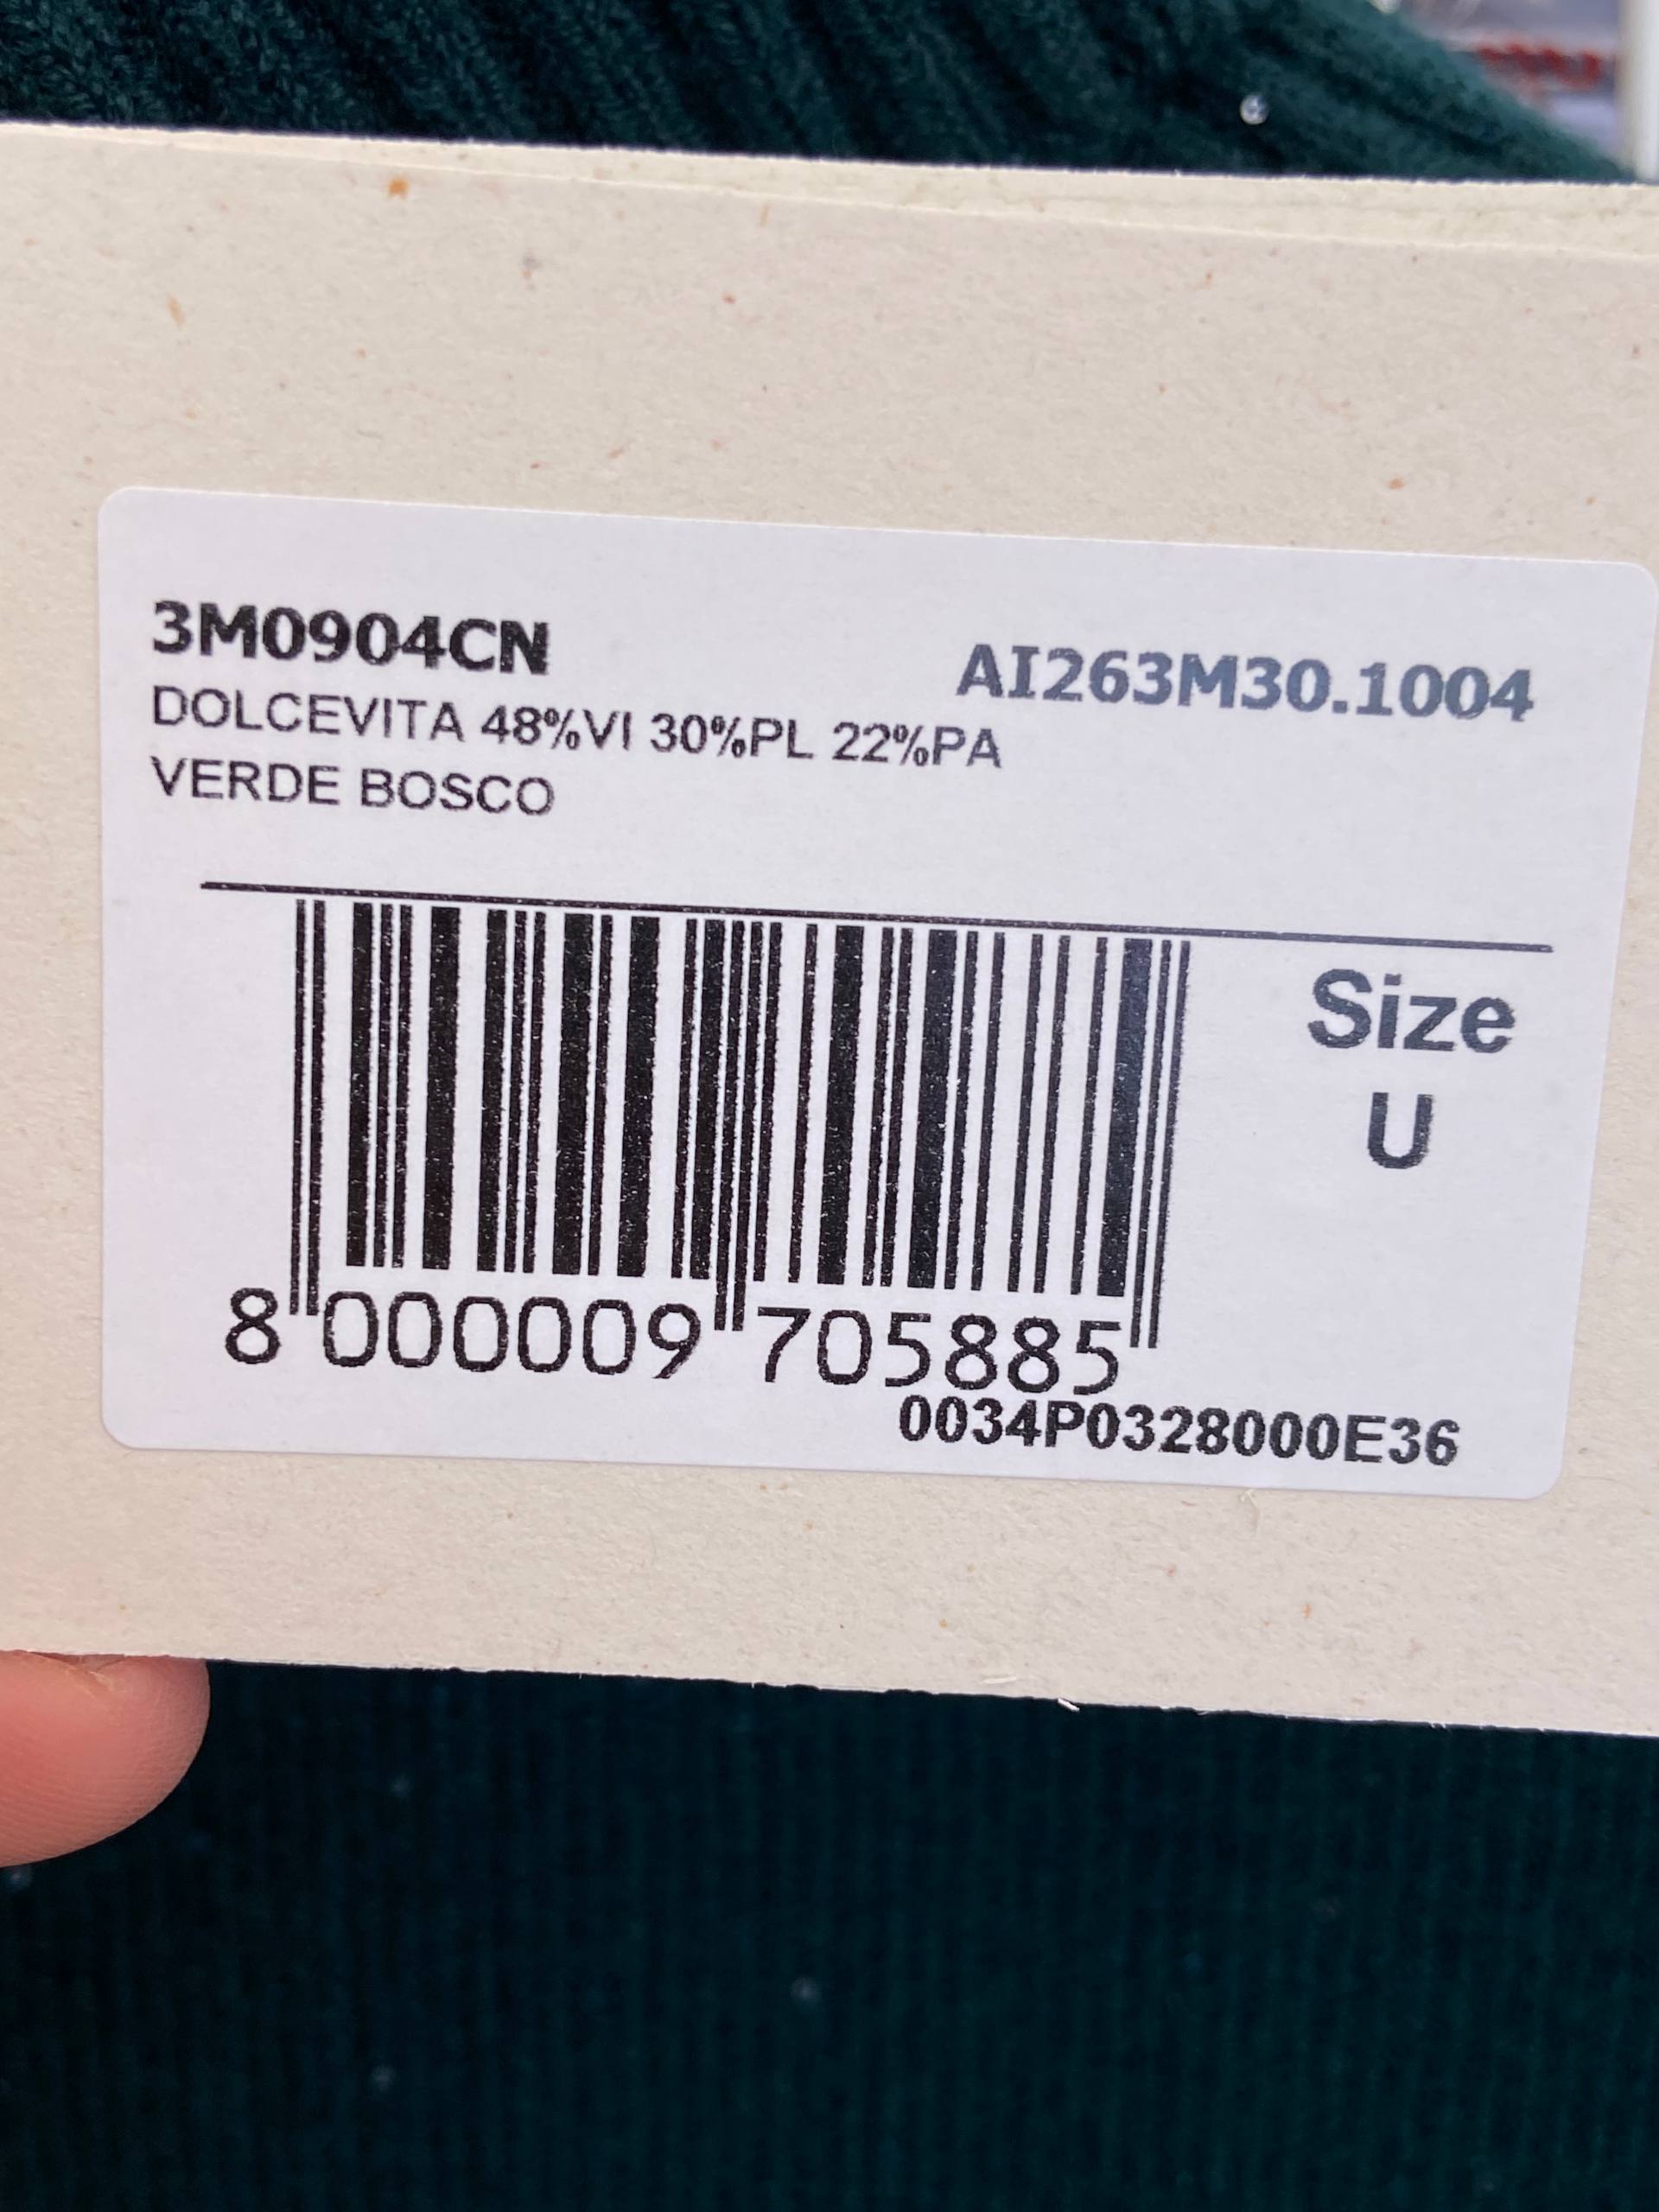 3M0904CN
AI263M30.1004
DOLCEVITA 48%VI 30%PL 22%PA
VERDE BOSCO
Size
U
8 000009 705885
0034P0328000E36